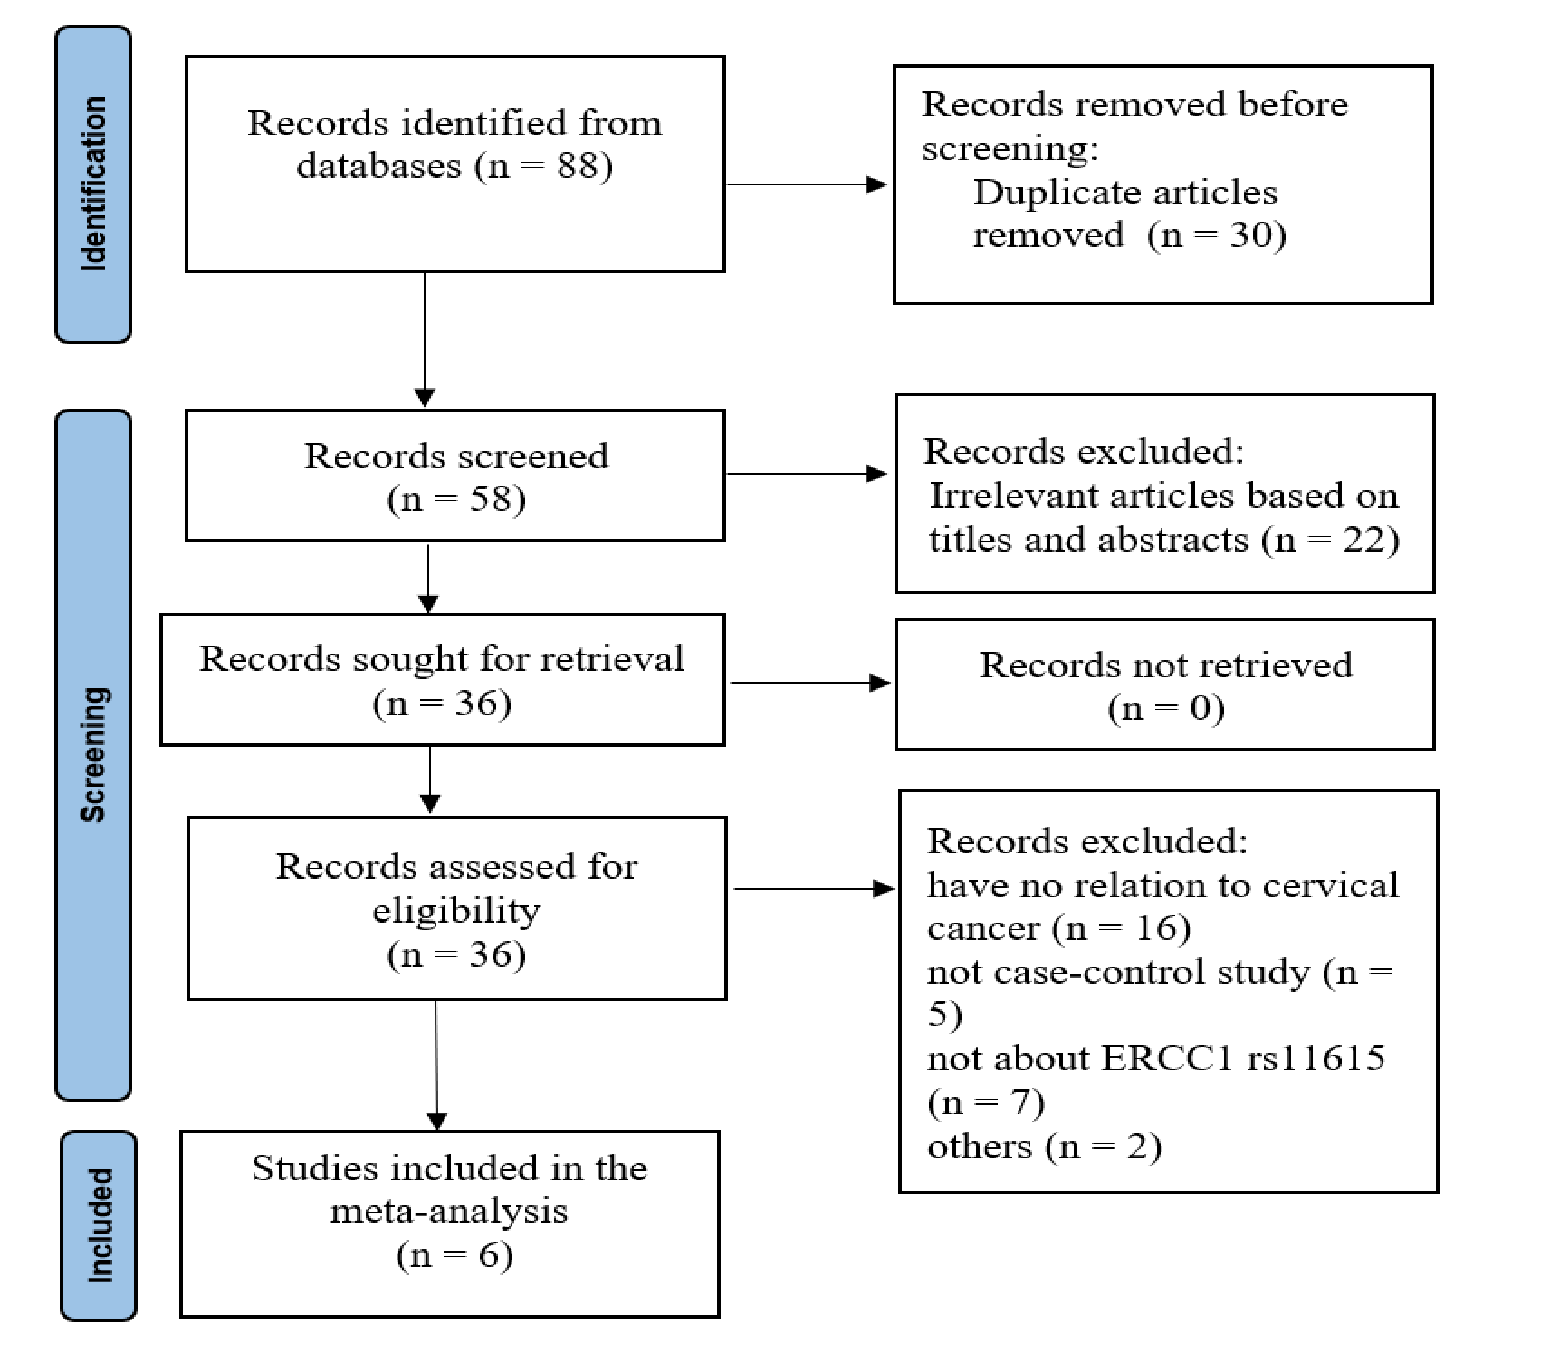 Identification
Records identified from
databases (n = 88)
Records removed before
screening:
Duplicate articles
removed (n = 30)
Screening
Records screened
(n = 58)
Records excluded:
Irrelevant articles based on
titles and abstracts (n = 22)
Records sought for retrieval
(n = 36)
Records not retrieved
(n = 0)
Records assessed for
eligibility
(n = 36)
Records excluded:
have no relation to cervical
cancer (n = 16)
not case-control study (n =
5)
not about ERCC1 rs11615
(n = 7)
others (n = 2)
Included
Studies included in the
meta-analysis
(n = 6)